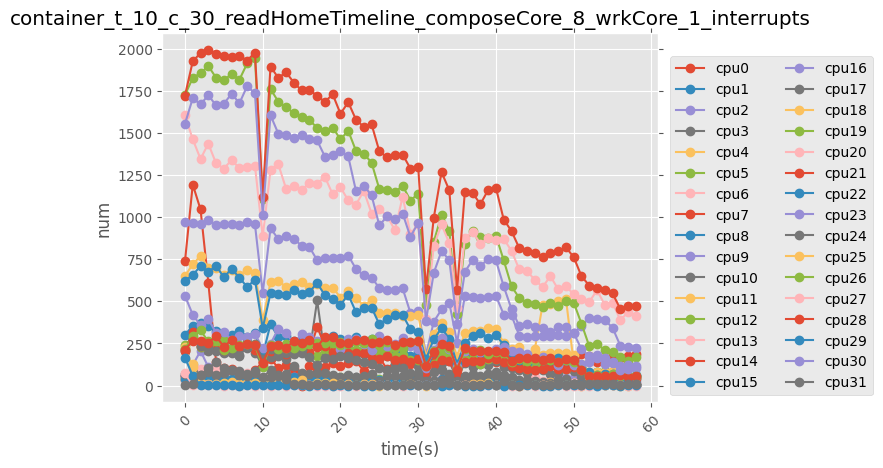 container_t_10_c_30_readHomeTimeline_composeCore_8_wrkCore_1_interrupts
2000
1750
1500
1250
1000
750
500
250
0
num
0
10
20
30
40
50
60
time(s)
cpu0
cpu1
cpu2
cpu3
cpu4
cpu5
cpu6
cpu7
cpu8
cpu9
cpu10
cpu11
cpu12
cpu13
cpu14
cpu15
cpu16
cpu17
cpu18
cpu19
cpu20
cpu21
cpu22
cpu23
cpu24
cpu25
cpu26
cpu27
cpu28
cpu29
cpu30
cpu31